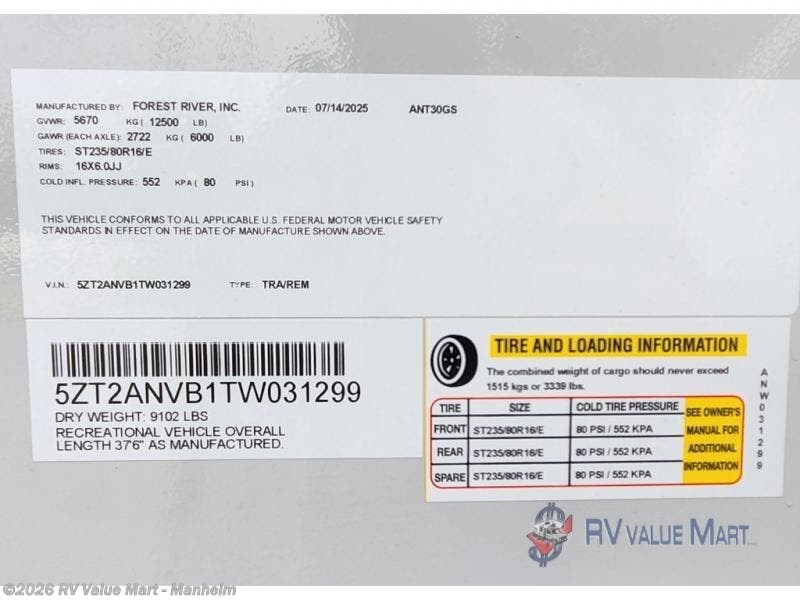 MANUFACTURED BY: FOREST RIVER, INC. DATE: 07/14/2025 ANT30GS
GVWR: 5670 KG ( 12500 LB)
GAWR (EACH AXLE): 2722 KG ( 6000 LB)
TIRES: ST235/80R16/E
RIMS: 16X6.0JJ
COLD INFL. PRESSURE: 552 KPA ( 80 PSI )
THIS VEHICLE CONFORMS TO ALL APPLICABLE U.S. FEDERAL MOTOR VEHICLE SAFETY
STANDARDS IN EFFECT ON THE DATE OF MANUFACTURE SHOWN ABOVE.
V.I.N.: 5ZT2ANVB1TW031299 TYPE: TRA/REM
5ZT2ANVB1TW031299
DRY WEIGHT: 9102 LBS
RECREATIONAL VEHICLE OVERALL
LENGTH 37'6" AS MANUFACTURED.
TIRE AND LOADING INFORMATION
The combined weight of cargo should never exceed
1515 kgs or 3339 lbs.
TIRE SIZE COLD TIRE PRESSURE
FRONT ST235/80R16/E 80 PSI / 552 KPA
REAR ST235/80R16/E 80 PSI / 552 KPA
SPARE ST235/80R16/E 80 PSI / 552 KPA
SEE OWNER'S
MANUAL FOR
ADDITIONAL
INFORMATION
ANW031299
RV VALUE MART
©2026 RV Value Mart - Manheim